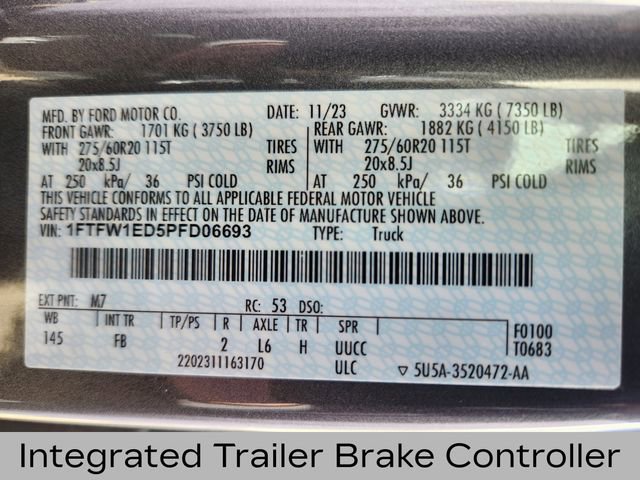 MFD. BY FORD MOTOR CO. DATE: 11/23 GVWR: 3334 KG ( 7350 LB)
FRONT GAWR: 1701 KG ( 3750 LB) REAR GAWR: 1882 KG ( 4150 LB)
WITH 275/60R20 115T TIRES WITH 275/60R20 115T TIRES
20x8.5J RIMS 20x8.5J RIMS
AT 250 kPa/ 36 PSI COLD AT 250 kPa/ 36 PSI COLD
THIS VEHICLE CONFORMS TO ALL APPLICABLE FEDERAL MOTOR VEHICLE
SAFETY STANDARDS IN EFFECT ON THE DATE OF MANUFACTURE SHOWN ABOVE.
VIN: 1FTFW1ED5PFD06693 TYPE: Truck
EXT PNT: M7 RC: 53 DSO:
WB INT TR TP/PS R AXLE TR SPR F0100
145 FB 2 L6 H UUCC T0683
2202311163170 ULC ▽ 5U5A-3520472-AA
Integrated Trailer Brake Controller